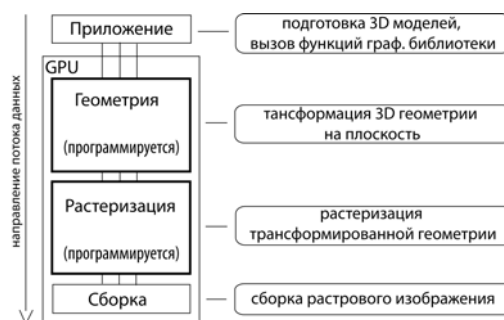 Приложение
подготовка 3D моделей,
вызов функций граф. библиотеки
GPU
Геометрия
(программируется)
тансформация 3D геометрии
на плоскость
Растеризация
(программируется)
растеризация
трансформированной геометрии
Сборка
сборка растрового изображения
направление потока данных